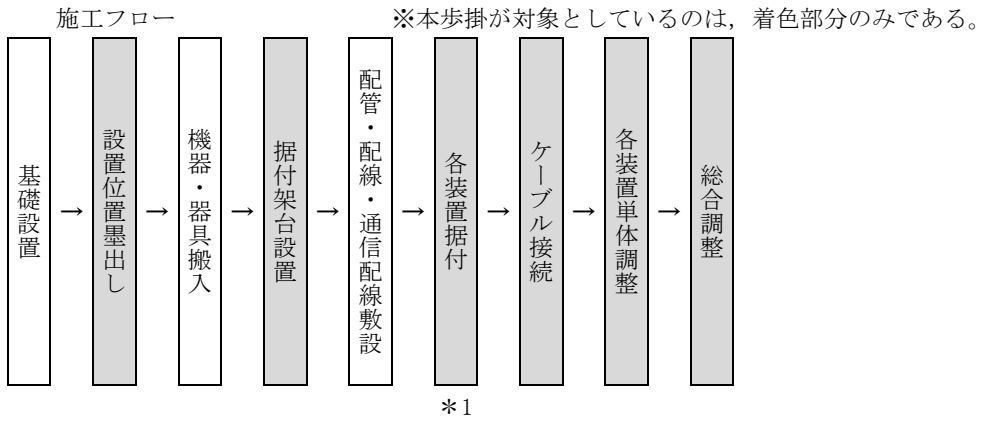 施工フロー
※本歩掛が対象としているのは，着色部分のみである。
基礎設置
→
設置位置墨出し
→
機器・器具搬入
→
据付架台設置
→
配管・配線・通信配線敷設
→
各装置据付
→
ケーブル接続
→
各装置単体調整
→
総合調整
＊1